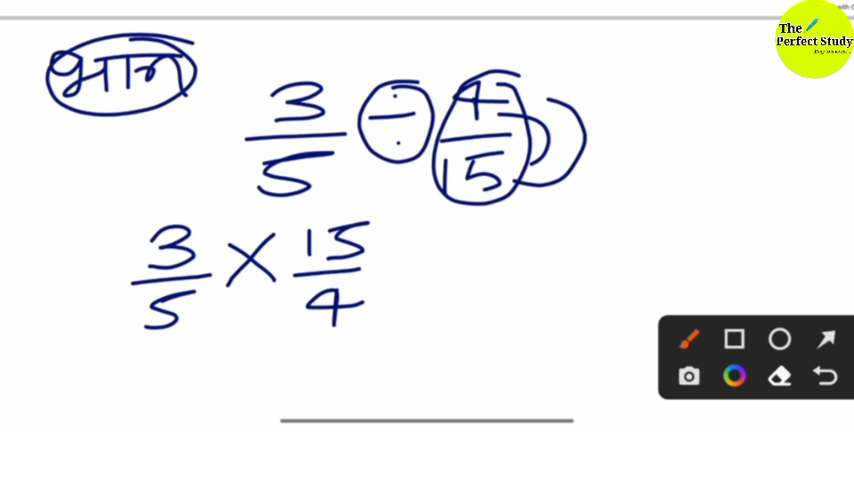 भाग
3/5 ÷ 4/15
3/5 × 15/4
The
Perfect Study